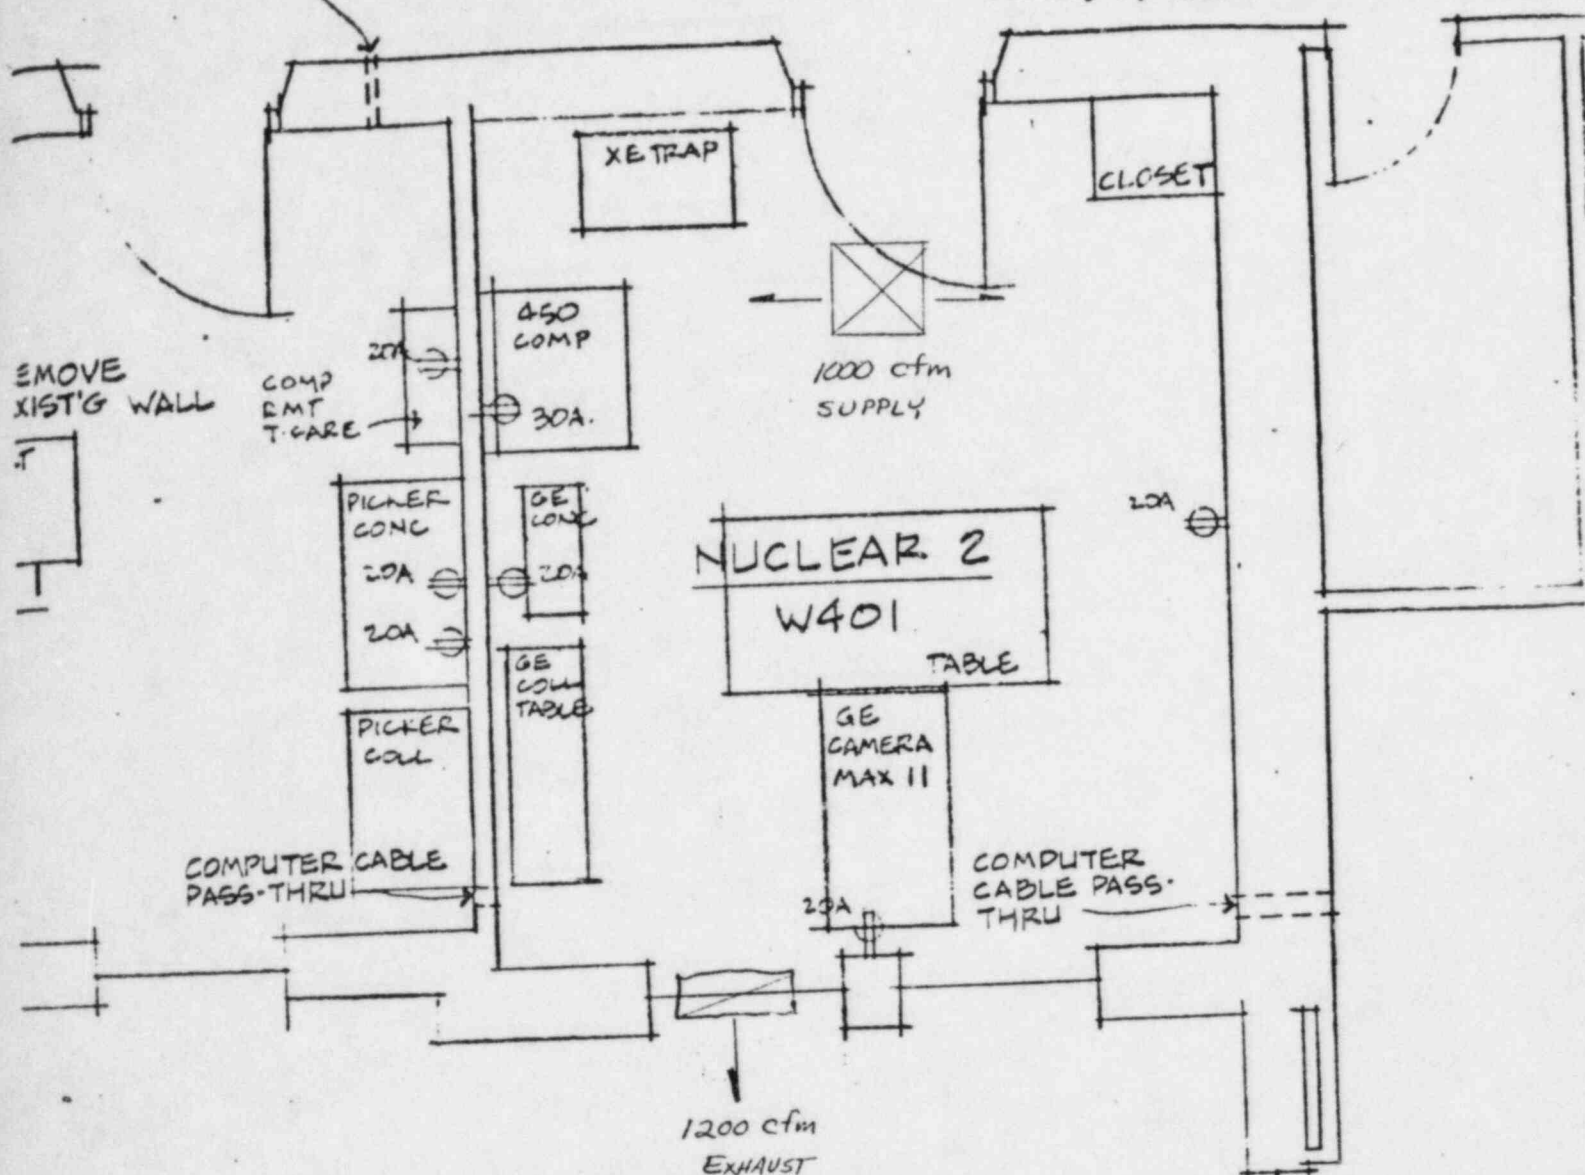 XE TRAP
CLOSET
450
COMP
20A
30A.
1000 cfm
SUPPLY
EMOVE
XIST'G WALL
COMP
T-CARE
PICKER
CONC
20A
20A
GE
CONC
20A
20A
NUCLEAR 2
W401
TABLE
GE
COLL
TABLE
PICKER
COLL
GE
CAMERA
MAX II
COMPUTER CABLE
PASS-THRU
20A
COMPUTER
CABLE PASS-
THRU
1200 cfm
EXHAUST